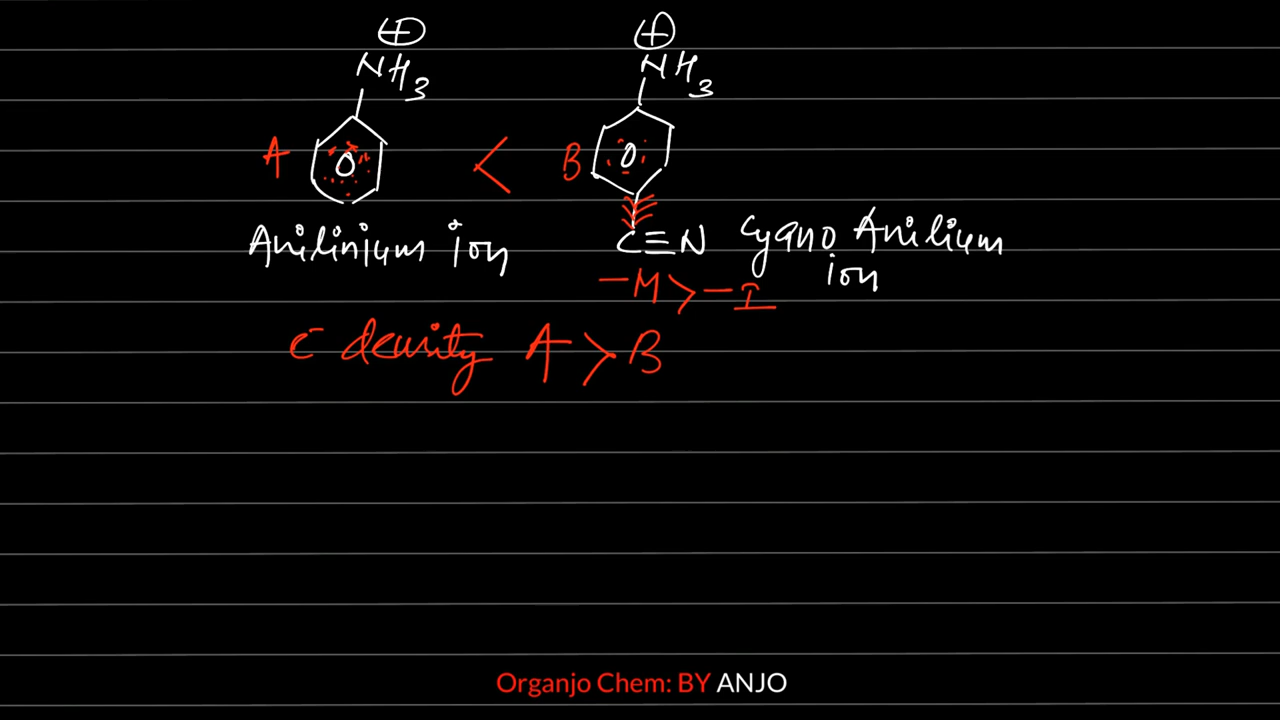 ⊕ ⊕
NH3 NH3
A < B
Anilinium ion C≡N Cyano Anilium ion
-M > -I
e⁻ density A > B
Organjo Chem: BY ANJO